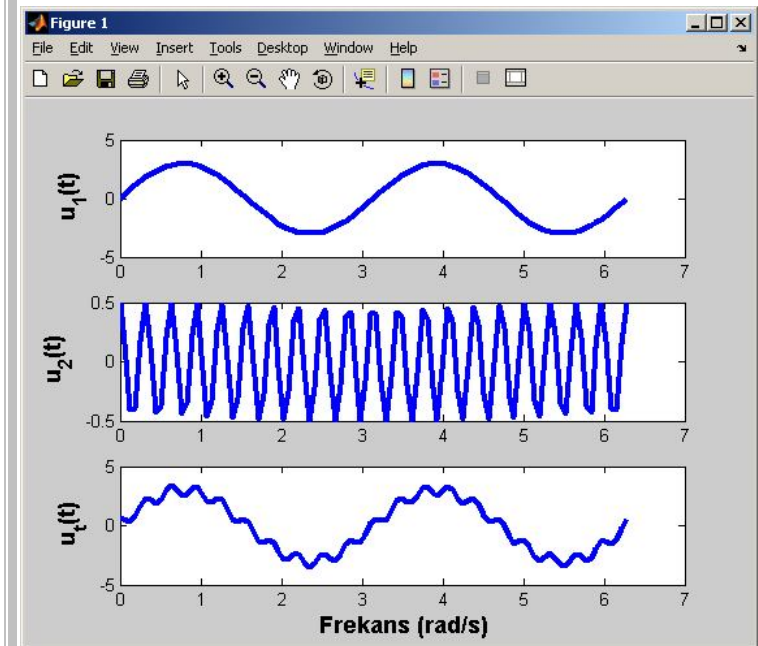 Figure 1
File Edit View Insert Tools Desktop Window Help
5
0
-5
u1(t)
0 1 2 3 4 5 6 7
0.5
0
-0.5
u2(t)
0 1 2 3 4 5 6 7
5
0
-5
ut(t)
0 1 2 3 4 5 6 7
Frekans (rad/s)